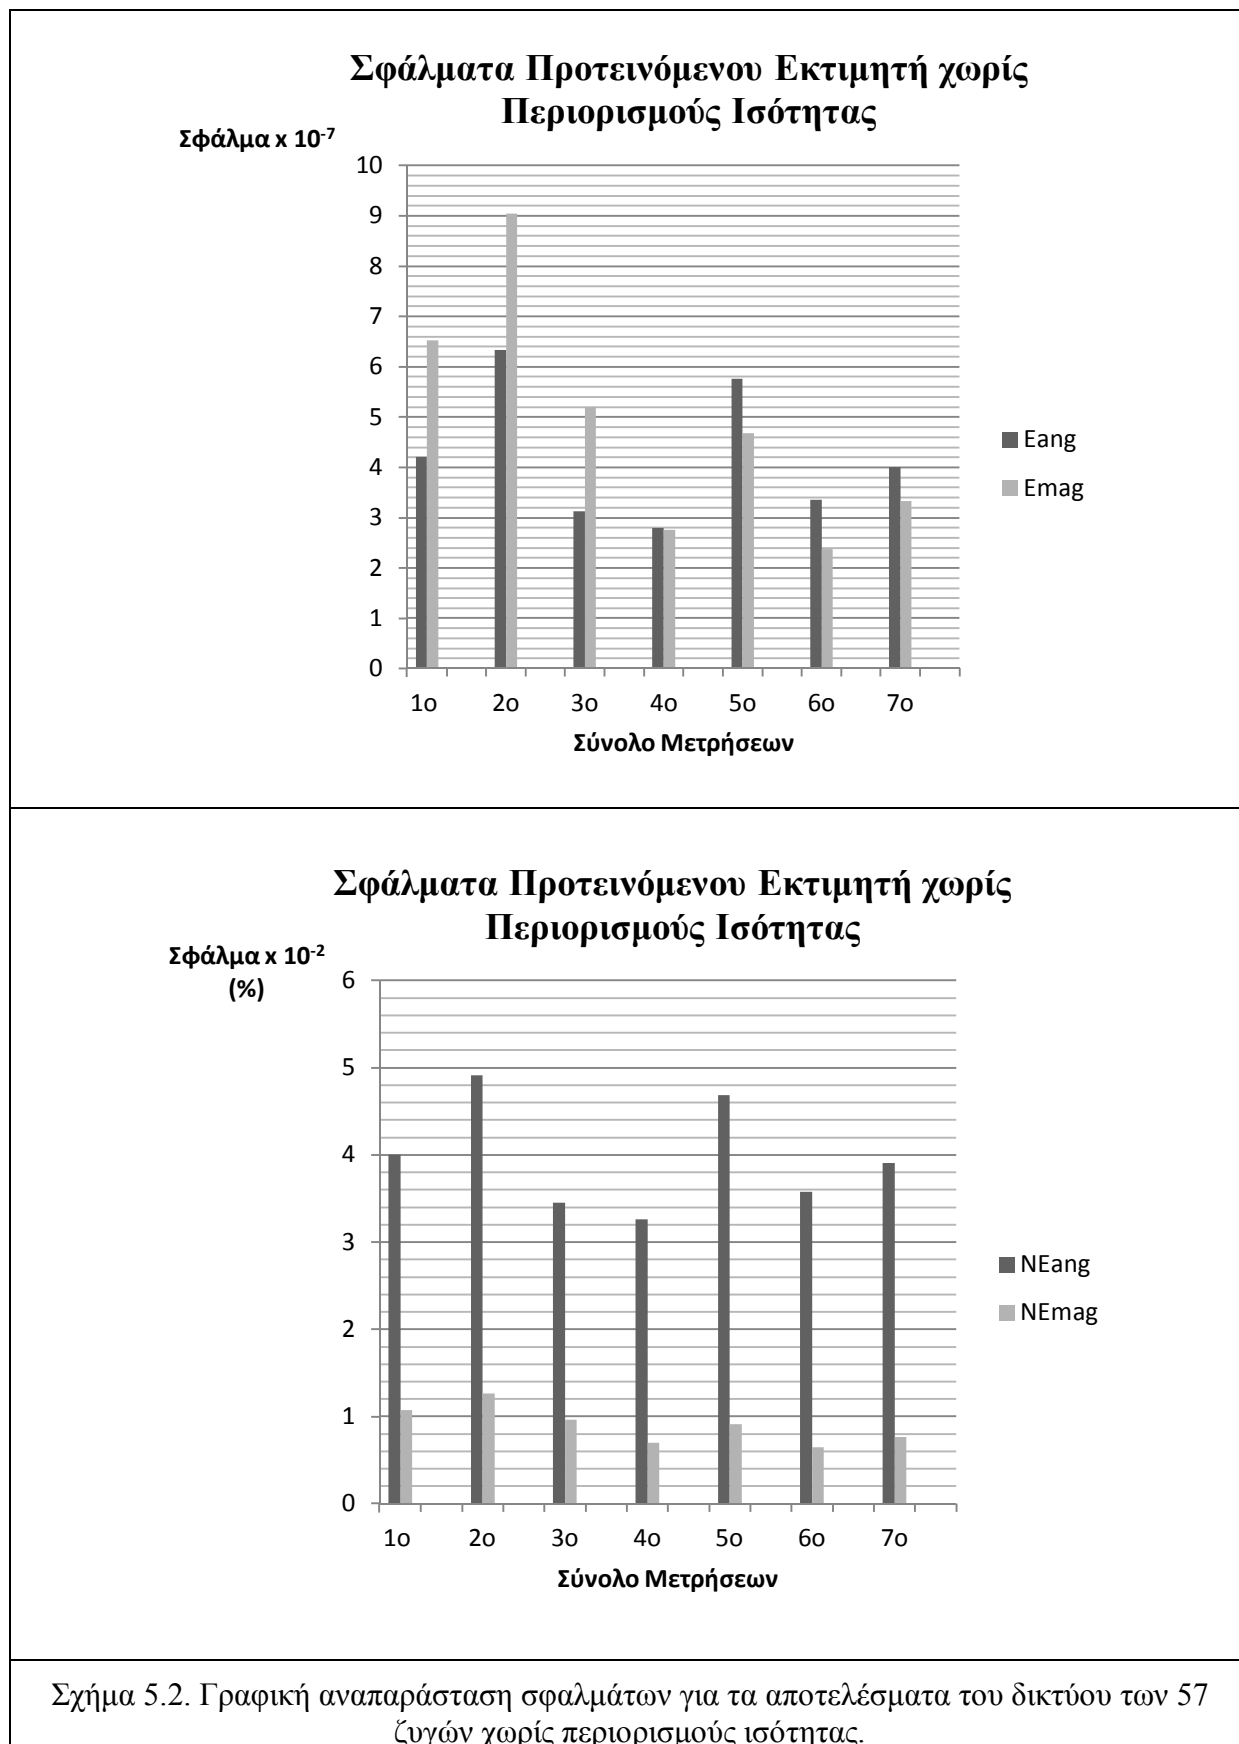 Σφάλματα Προτεινόμενου Εκτιμητή χωρίς
Περιορισμούς Ισότητας
Σφάλμα x 10⁻⁷
10
9
8
7
6
5
4
3
2
1
0
Eang
Emag
1ο 2ο 3ο 4ο 5ο 6ο 7ο
Σύνολο Μετρήσεων
Σφάλματα Προτεινόμενου Εκτιμητή χωρίς
Περιορισμούς Ισότητας
Σφάλμα x 10⁻²
(%)
6
5
4
3
2
1
0
NEang
NEmag
1ο 2ο 3ο 4ο 5ο 6ο 7ο
Σύνολο Μετρήσεων
Σχήμα 5.2. Γραφική αναπαράσταση σφαλμάτων για τα αποτελέσματα του δικτύου των 57
ζυγών χωρίς περιορισμούς ισότητας.